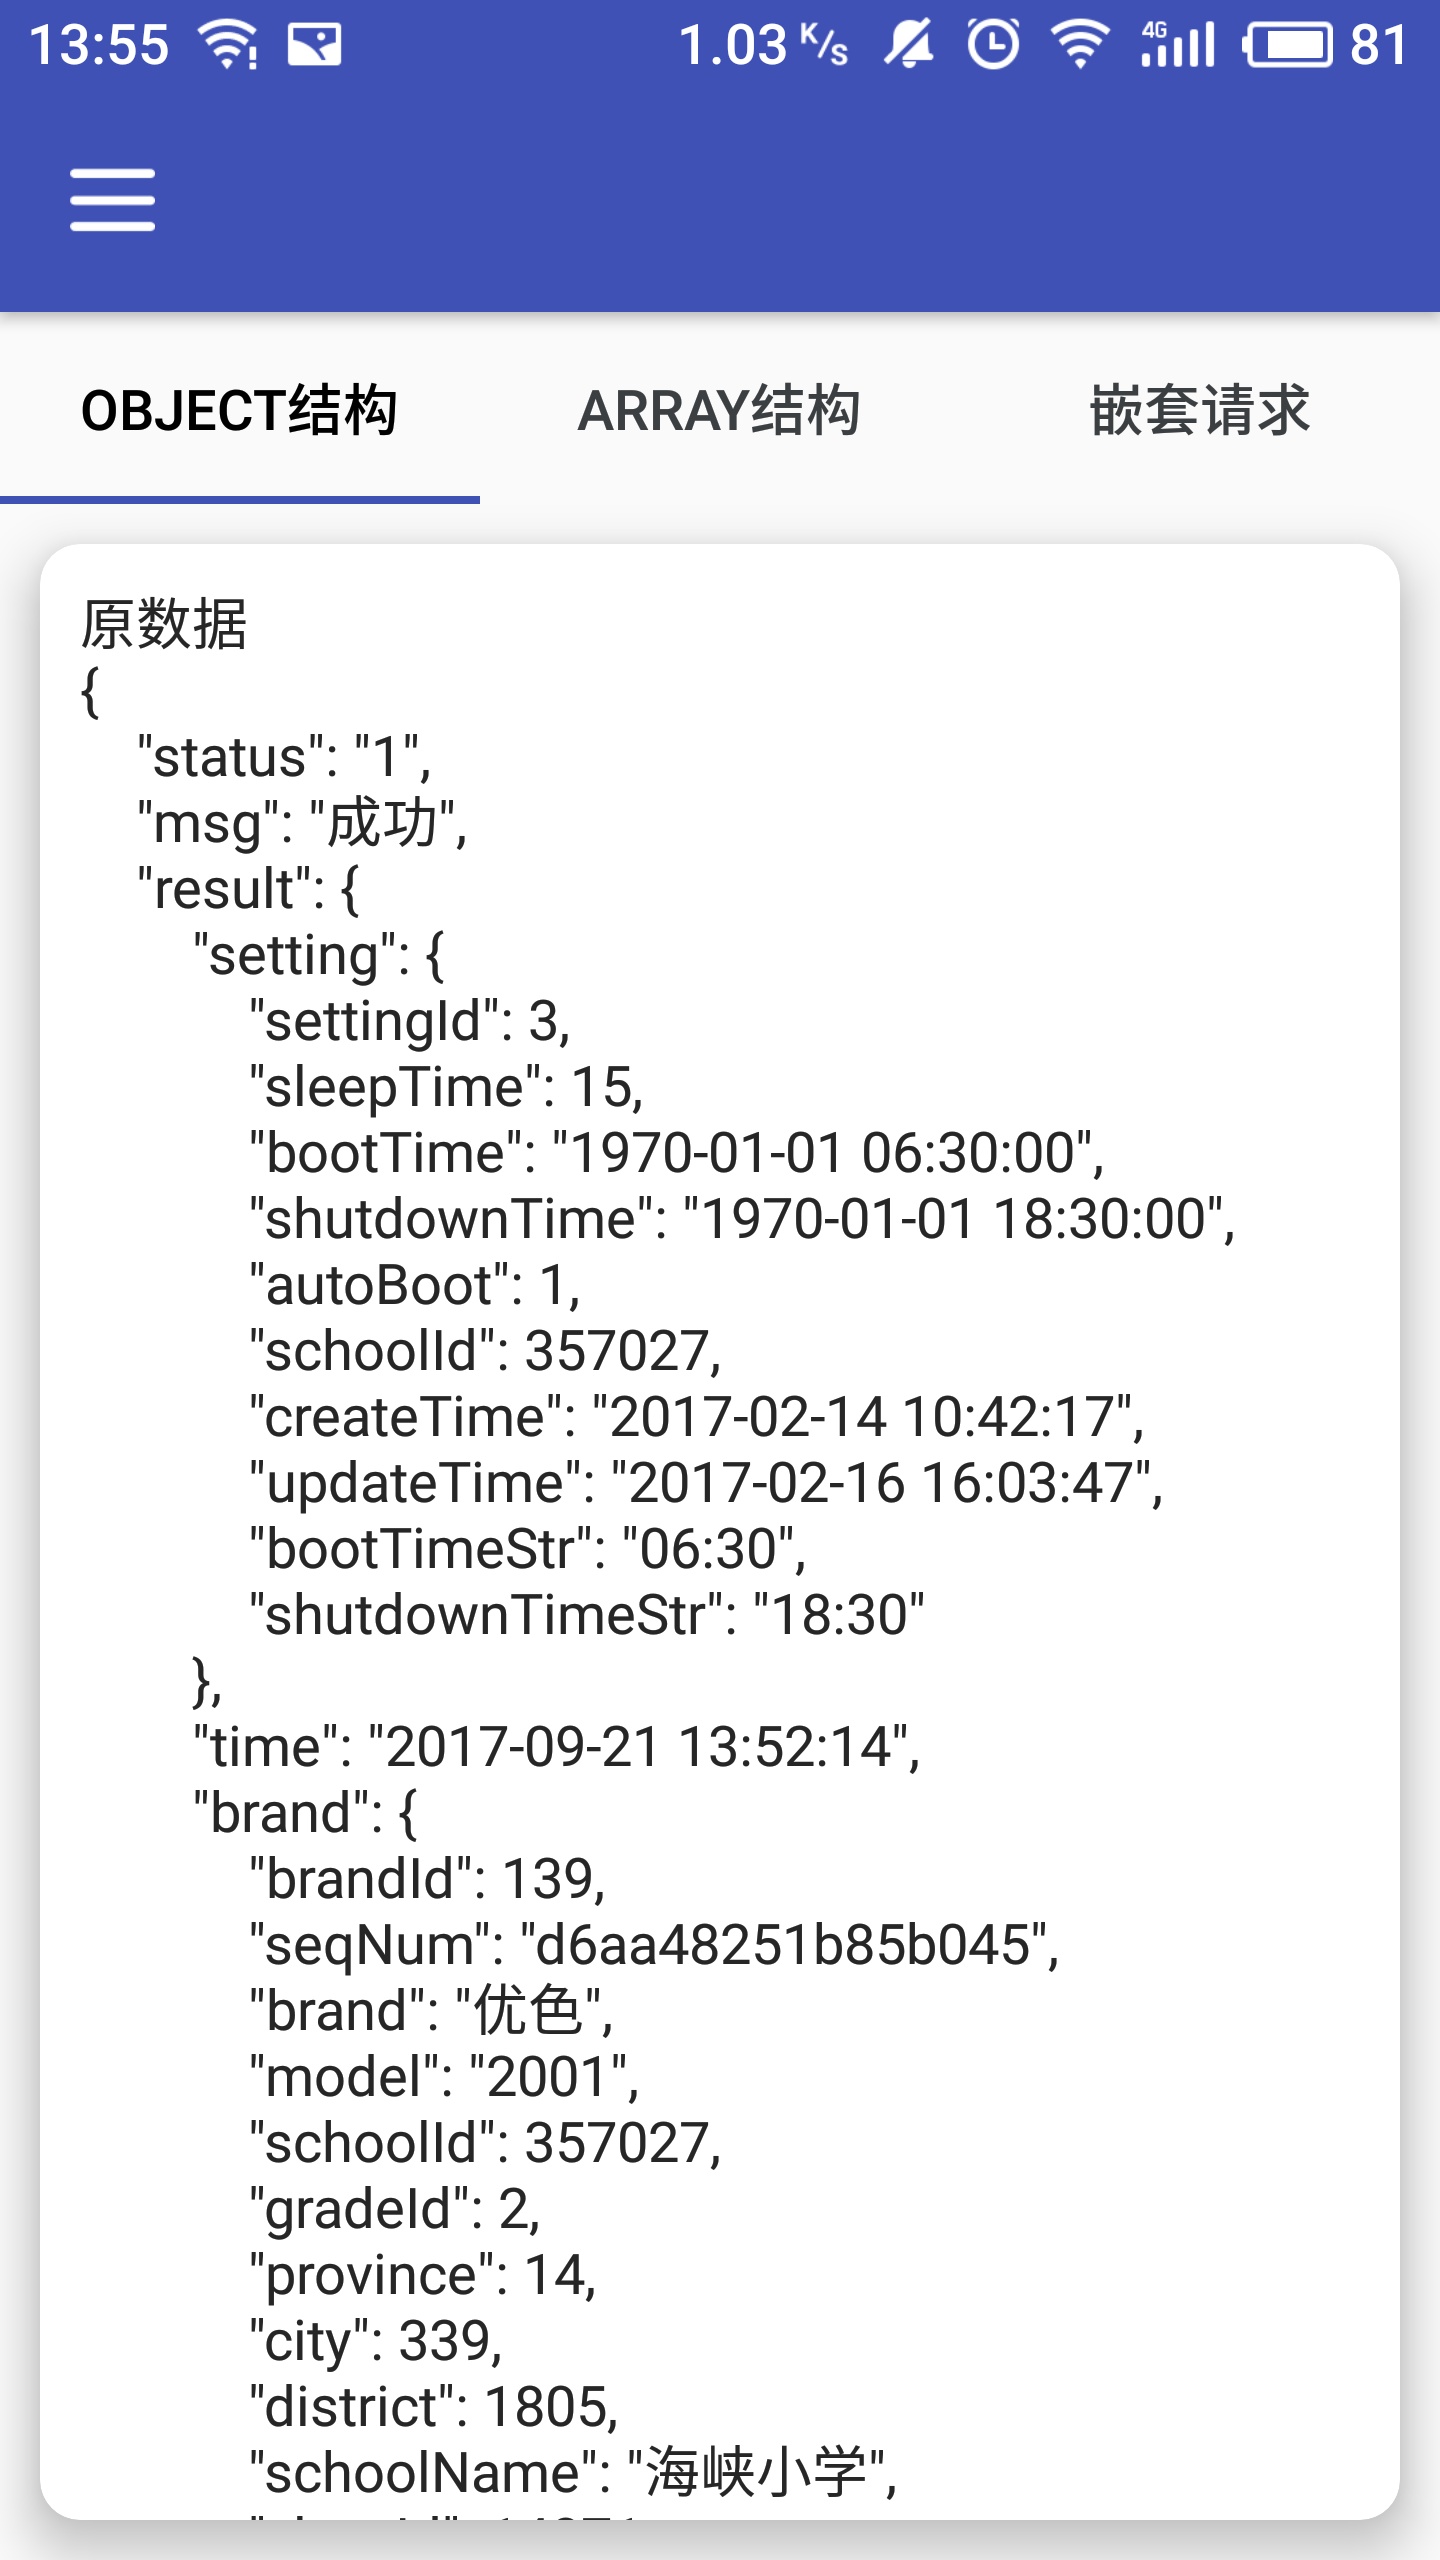 13:55 1.03 K/s 4G 81
OBJECT结构 ARRAY结构 嵌套请求
原数据
{
"status": "1",
"msg": "成功",
"result": {
"setting": {
"settingId": 3,
"sleepTime": 15,
"bootTime": "1970-01-01 06:30:00",
"shutdownTime": "1970-01-01 18:30:00",
"autoBoot": 1,
"schoolId": 357027,
"createTime": "2017-02-14 10:42:17",
"updateTime": "2017-02-16 16:03:47",
"bootTimeStr": "06:30",
"shutdownTimeStr": "18:30"
},
"time": "2017-09-21 13:52:14",
"brand": {
"brandId": 139,
"seqNum": "d6aa48251b85b045",
"brand": "优色",
"model": "2001",
"schoolId": 357027,
"gradeId": 2,
"province": 14,
"city": 339,
"district": 1805,
"schoolName": "海峡小学",